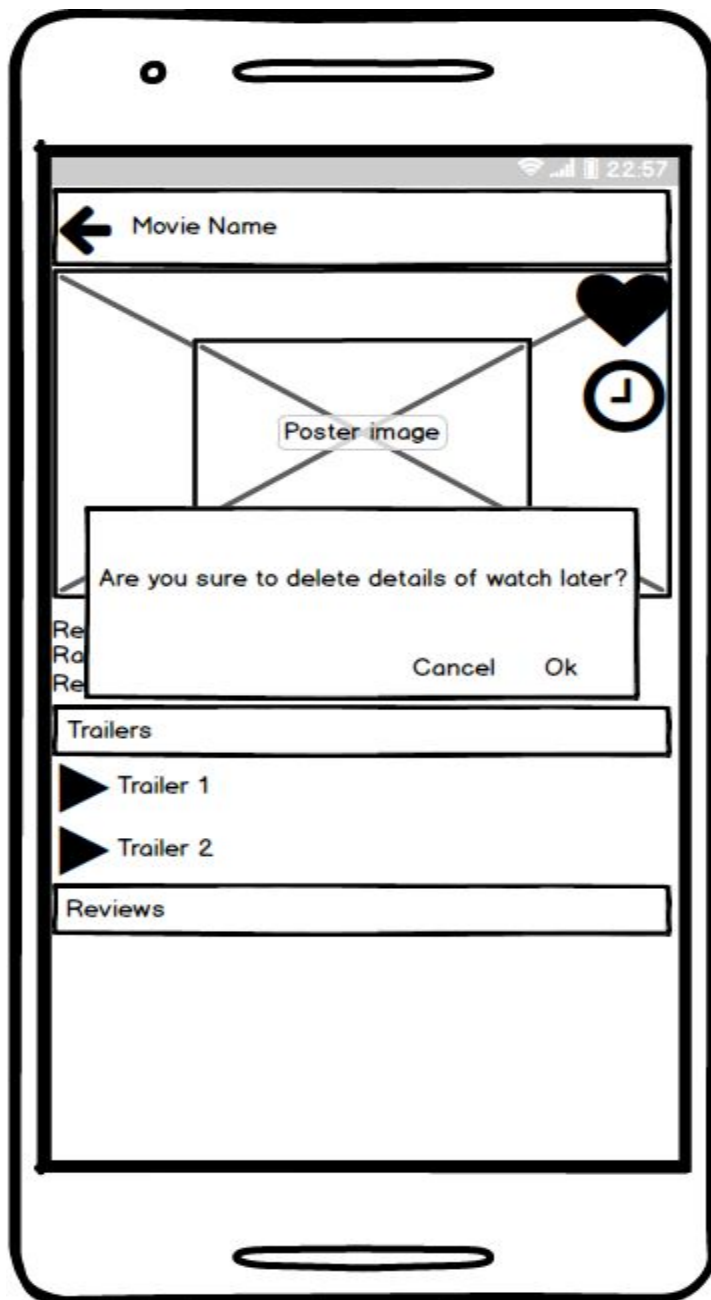 22:57
Movie Name
Poster image
Are you sure to delete details of watch later?
Re
Ra
Re
Cancel Ok
Trailers
Trailer 1
Trailer 2
Reviews